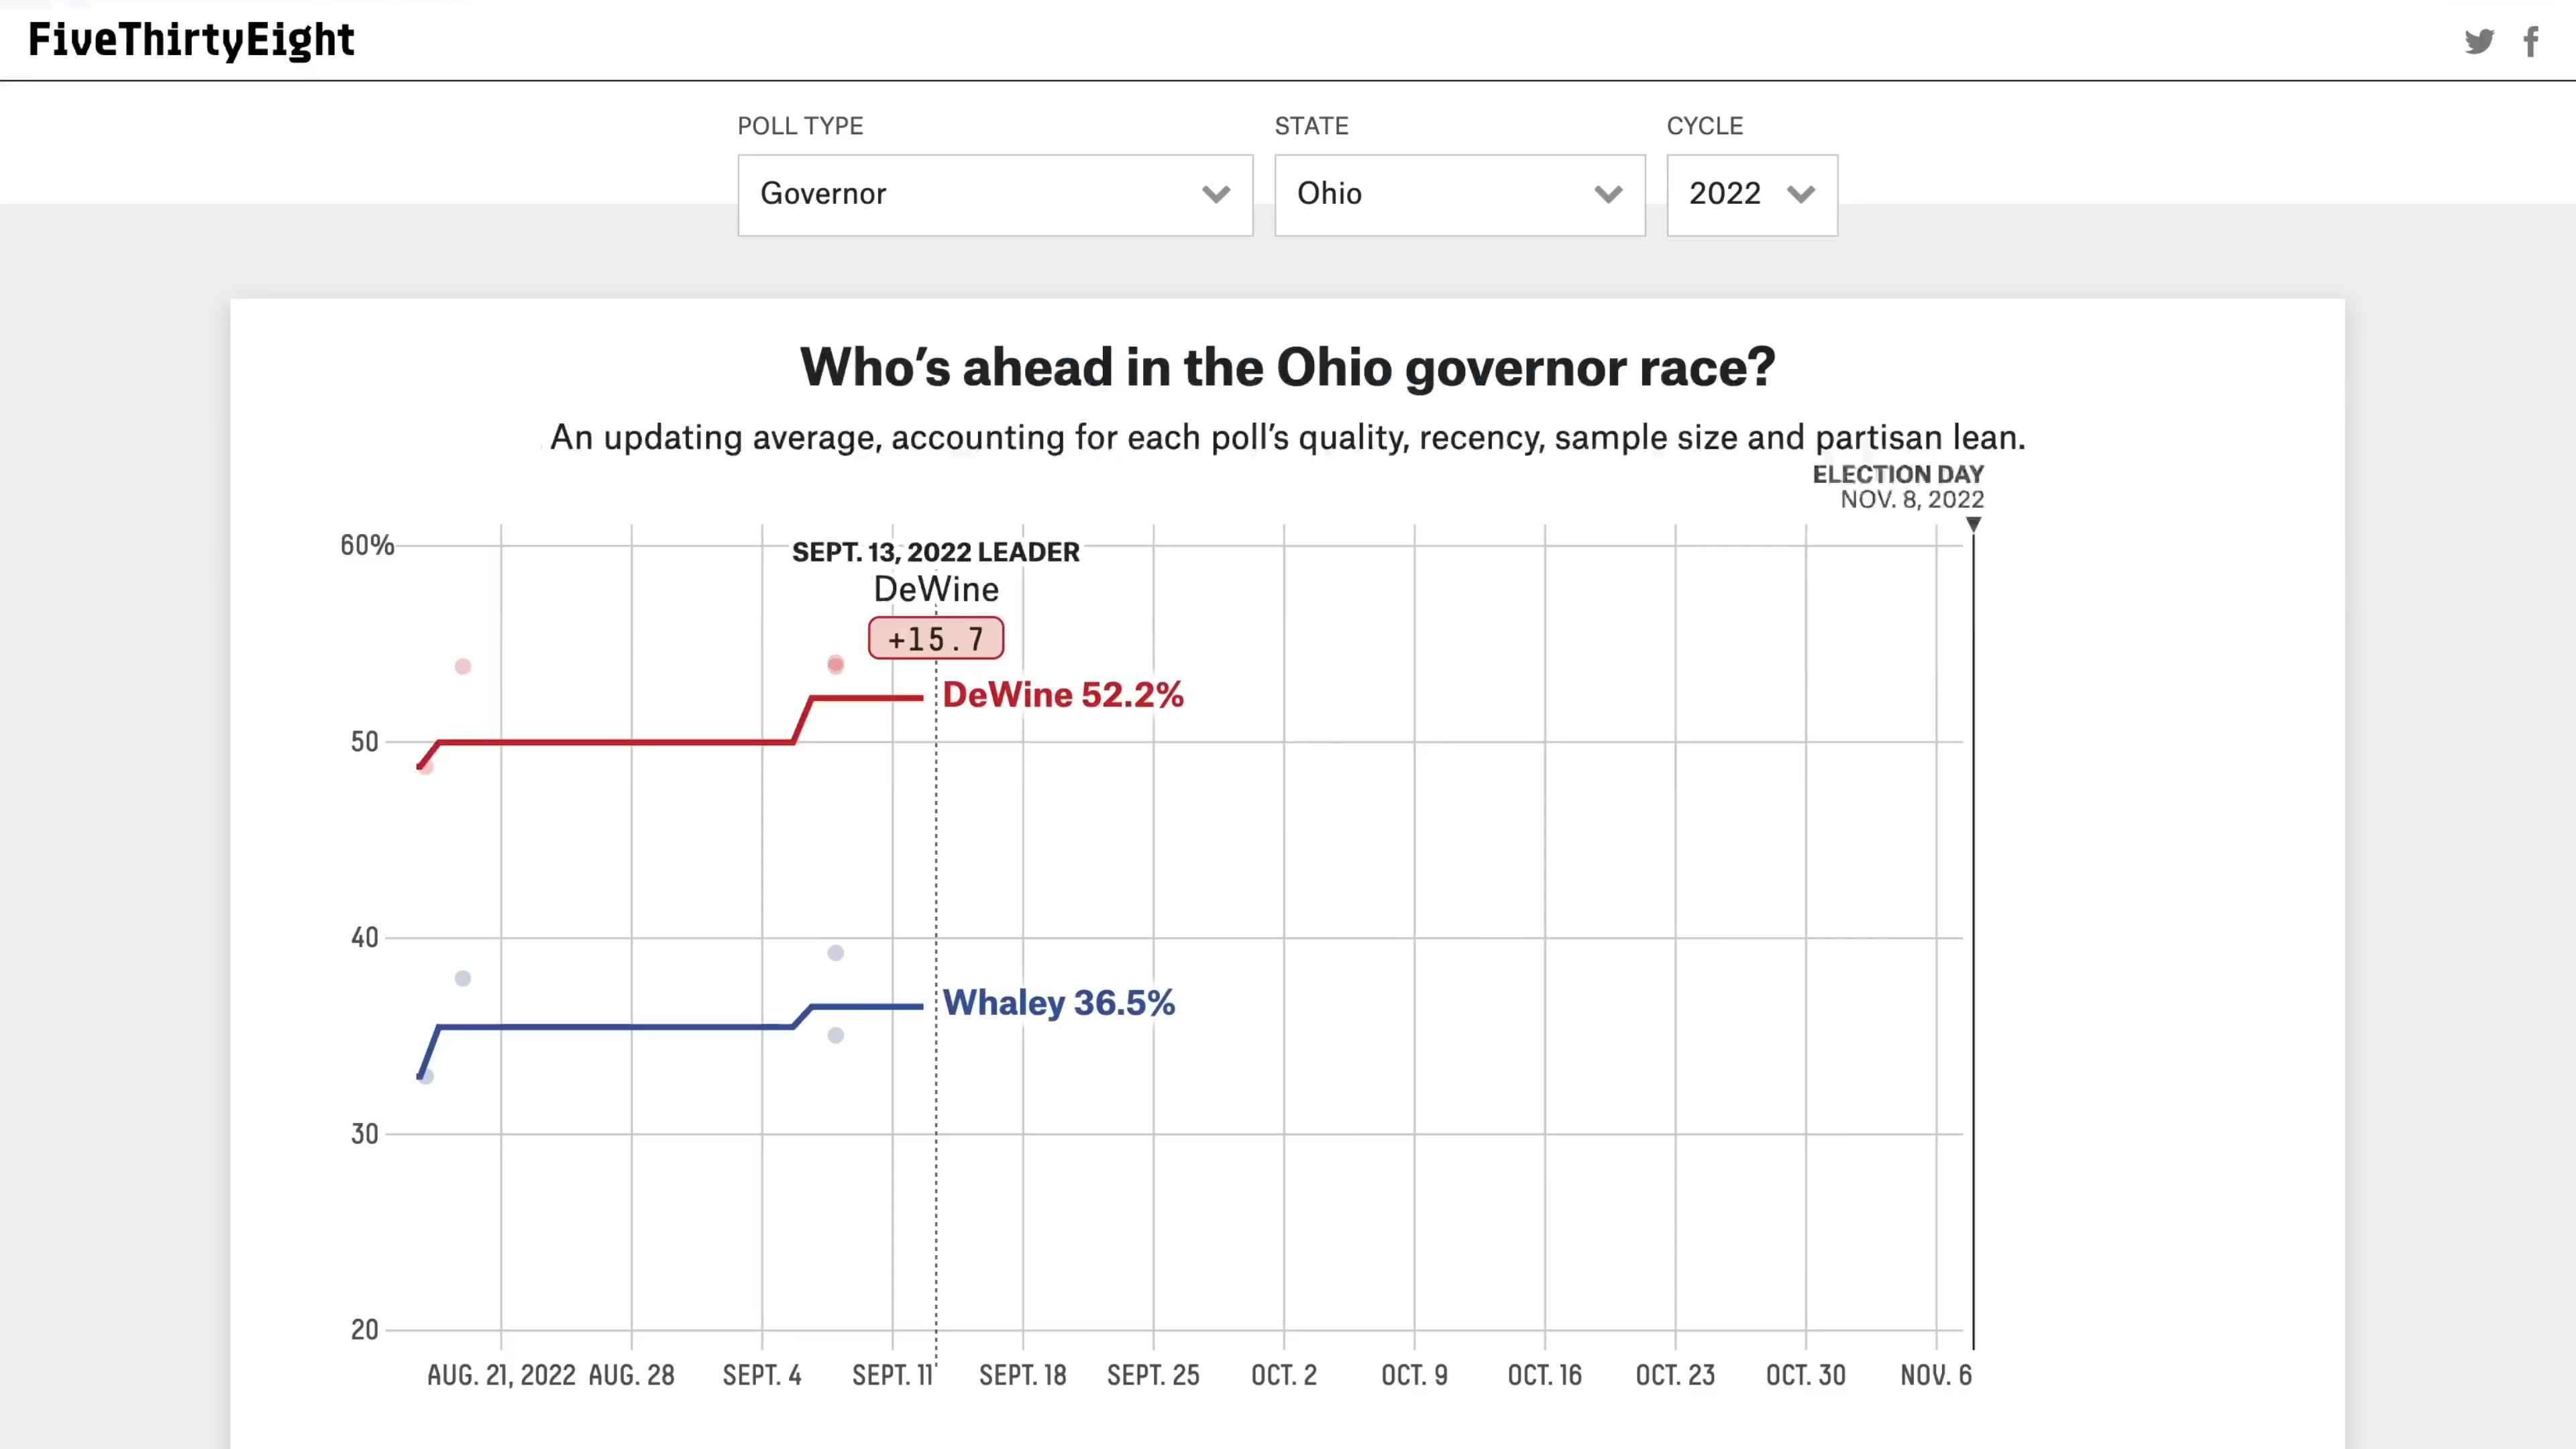 FiveThirtyEight
POLL TYPE
STATE
CYCLE
Governor
Ohio
2022
Who's ahead in the Ohio governor race?
An updating average, accounting for each poll's quality, recency, sample size and partisan lean.
ELECTION DAY
NOV. 8, 2022
60%
SEPT. 13, 2022 LEADER
DeWine
+15.7
DeWine 52.2%
50
40
Whaley 36.5%
30
20
AUG. 21, 2022 AUG. 28 SEPT. 4 SEPT. 11 SEPT. 18 SEPT. 25 OCT. 2 OCT. 9 OCT. 16 OCT. 23 OCT. 30 NOV. 6